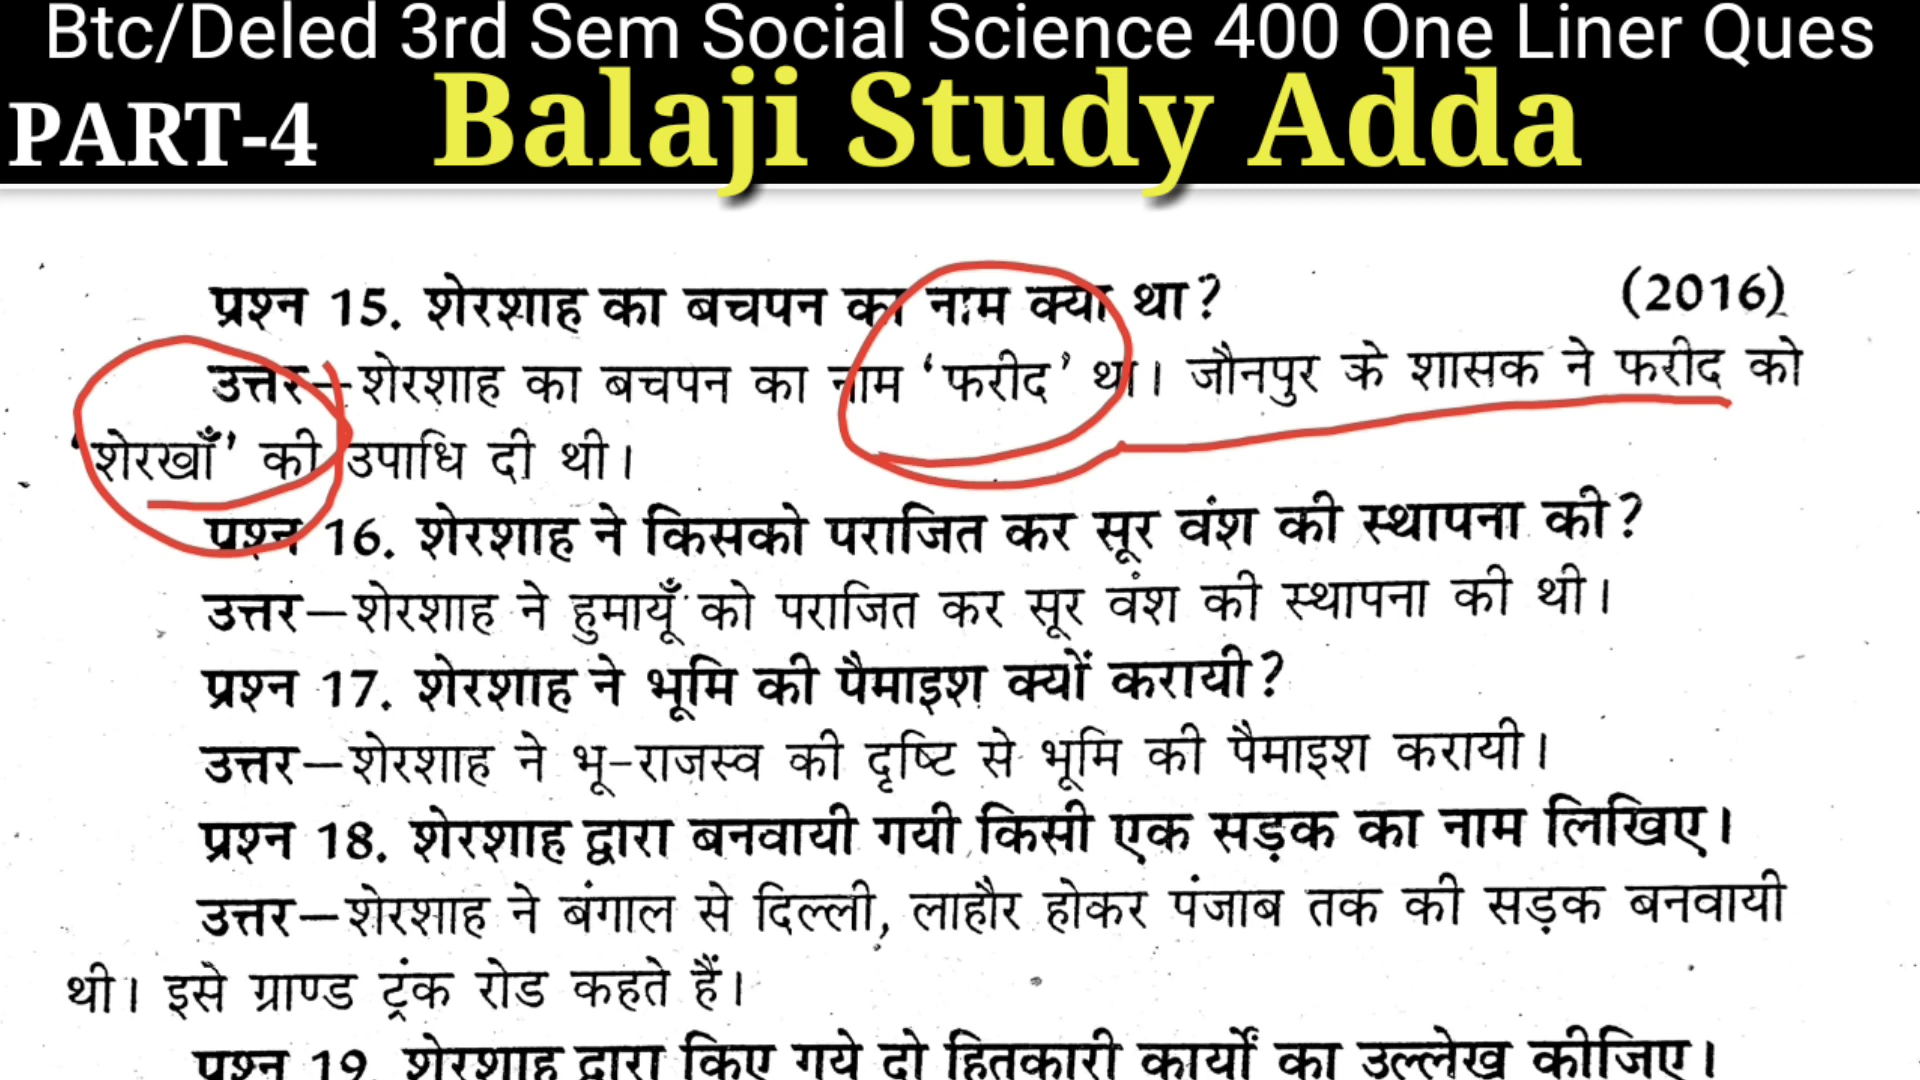 Btc/Deled 3rd Sem Social Science 400 One Liner Ques
PART-4 Balaji Study Adda
प्रश्न 15. शेरशाह का बचपन का नाम क्या था? (2016)
उत्तर—शेरशाह का बचपन का नाम ‘फरीद’ था। जौनपुर के शासक ने फरीद को
‘शेरखाँ’ की उपाधि दी थी।
प्रश्न 16. शेरशाह ने किसको पराजित कर सूर वंश की स्थापना की?
उत्तर—शेरशाह ने हुमायूँ को पराजित कर सूर वंश की स्थापना की थी।
प्रश्न 17. शेरशाह ने भूमि की पैमाइश क्यों करायी?
उत्तर—शेरशाह ने भू-राजस्व की दृष्टि से भूमि की पैमाइश करायी।
प्रश्न 18. शेरशाह द्वारा बनवायी गयी किसी एक सड़क का नाम लिखिए।
उत्तर—शेरशाह ने बंगाल से दिल्ली, लाहौर होकर पंजाब तक की सड़क बनवायी
थी। इसे ग्राण्ड ट्रंक रोड कहते हैं।
प्रश्न 19. शेरशाह द्वारा किए गये दो हितकारी कार्यों का उल्लेख कीजिए।